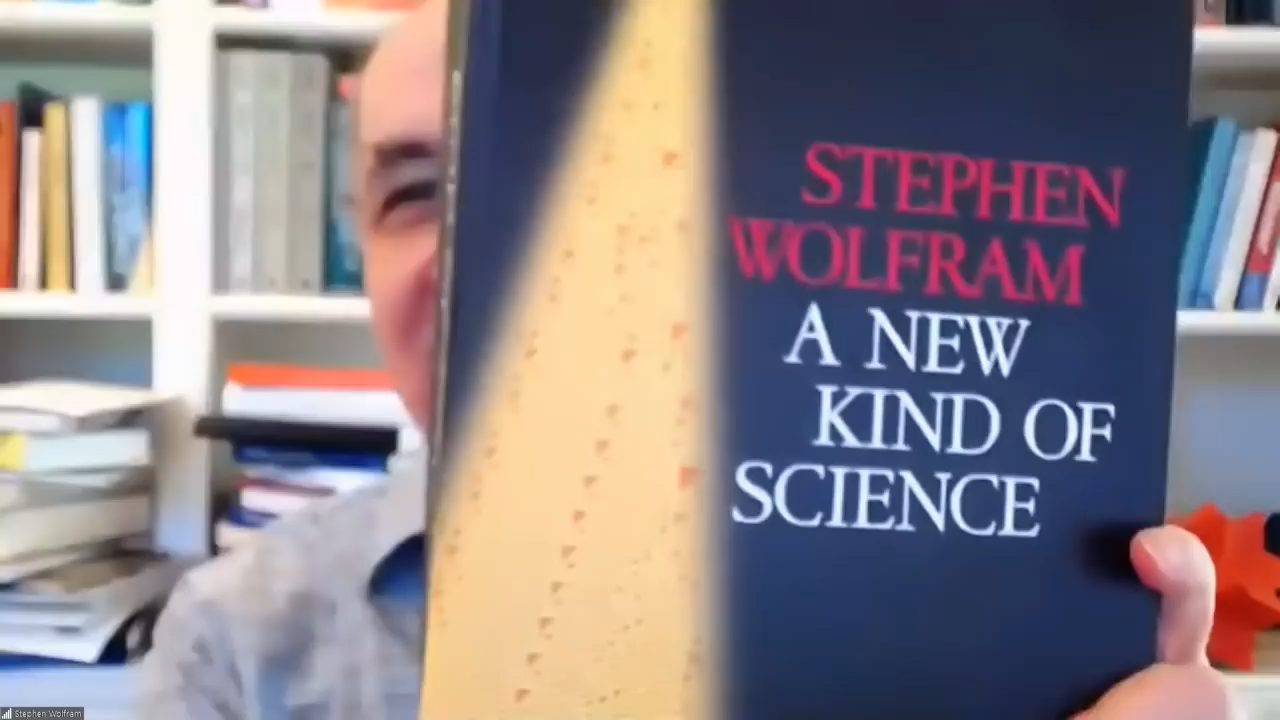 STEPHEN
WOLFRAM
A NEW
KIND OF
SCIENCE
Stephen Wolfram